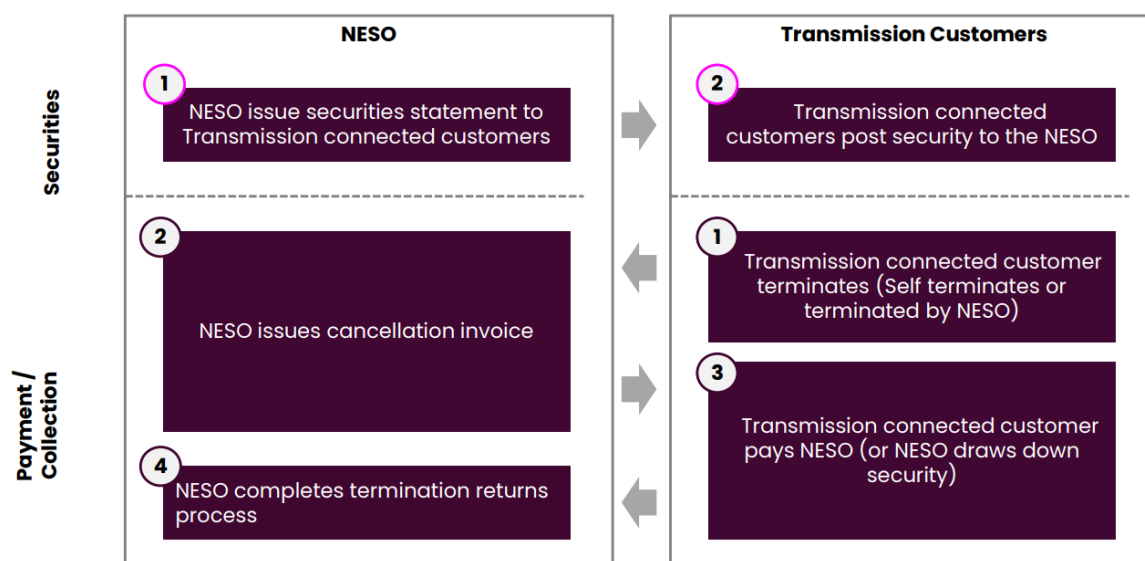 NESO
Transmission Customers
Securities
1
NESO issue securities statement to
Transmission connected customers
2
Transmission connected
customers post security to the NESO
Payment /
Collection
1
Transmission connected customer
terminates (Self terminates or
terminated by NESO)
2
NESO issues cancellation invoice
3
Transmission connected customer
pays NESO (or NESO draws down
security)
4
NESO completes termination returns
process